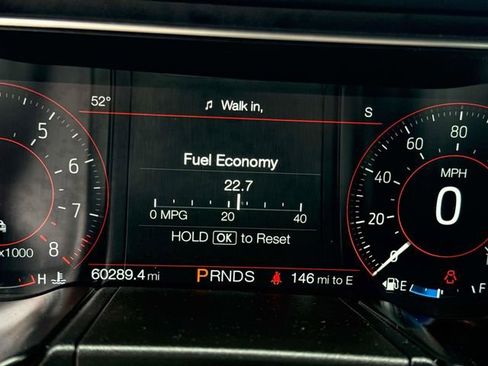 52°
♫ Walk in,
S
Fuel Economy
22.7
0 MPG 20 40
HOLD OK to Reset
60289.4 mi
PRNDS
146 mi to E
5
6
7
8
x1000
H
80
60
40
20
0
MPH
0
E
F